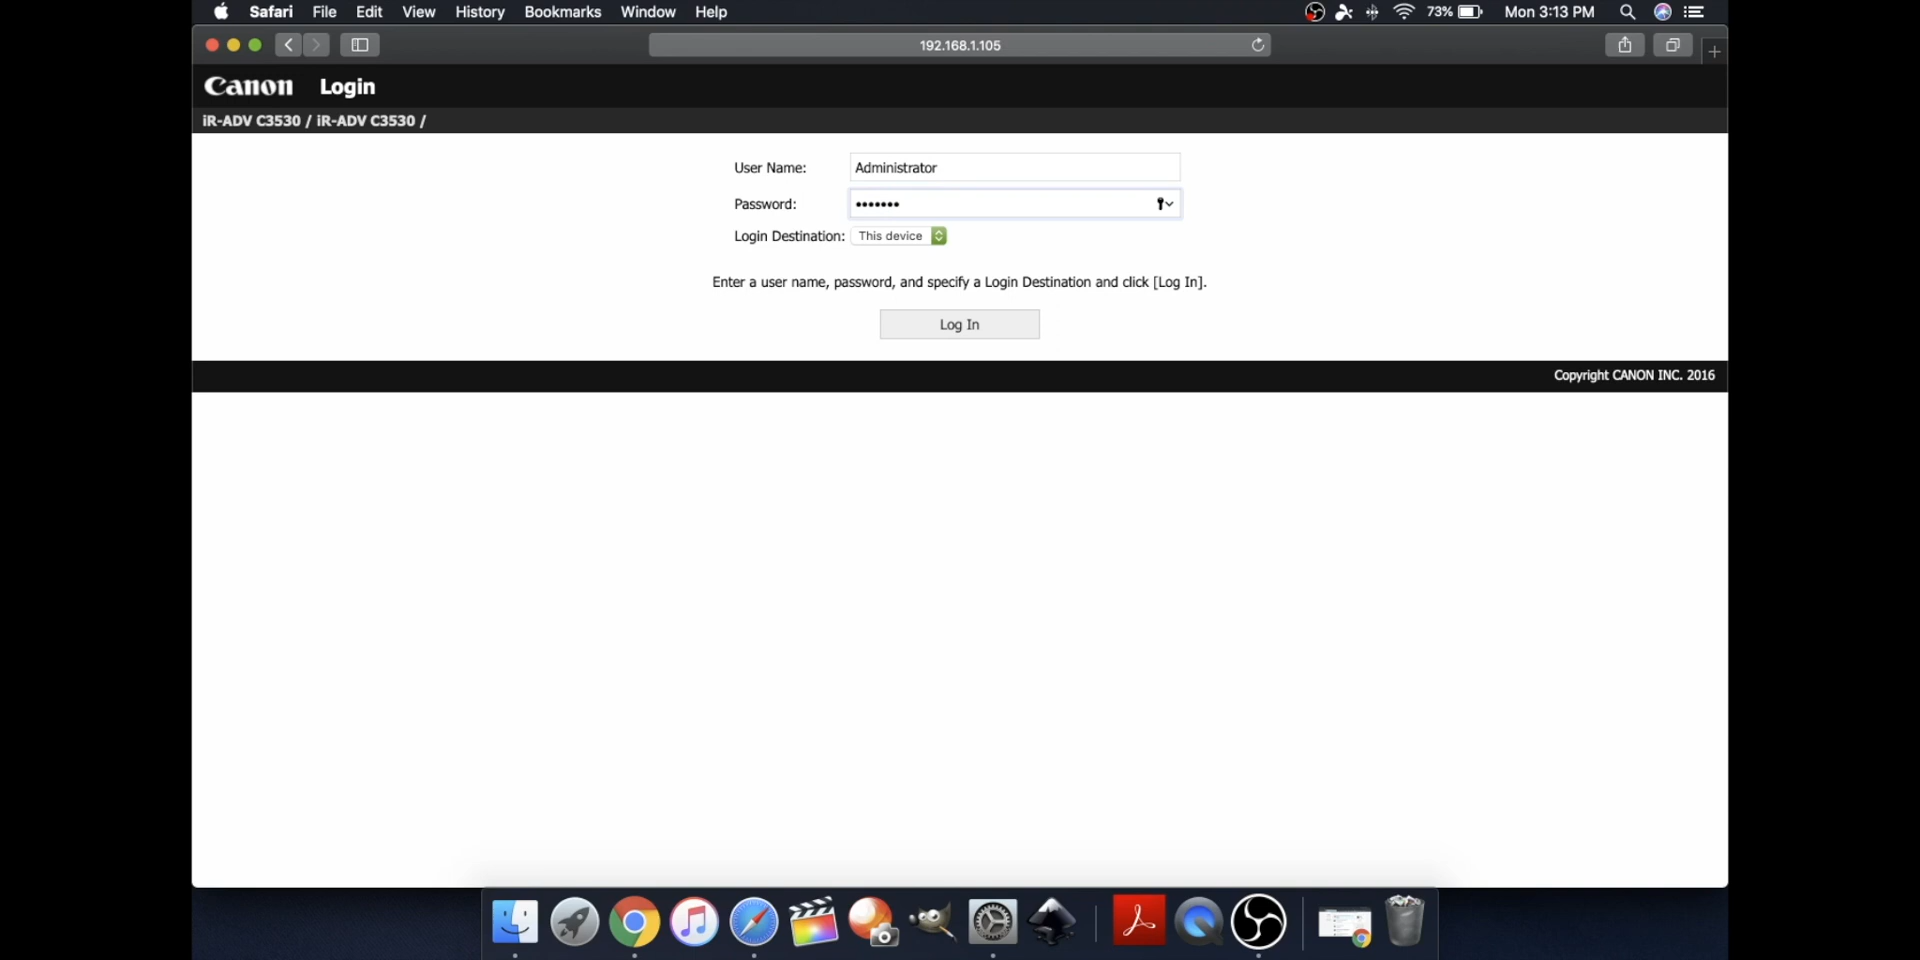 Safari File Edit View History Bookmarks Window Help 73% Mon 3:13 PM
192.168.1.105
Canon Login
iR-ADV C3530 / iR-ADV C3530 /
User Name: Administrator
Password: •••••••
Login Destination: This device
Enter a user name, password, and specify a Login Destination and click [Log In].
Log In
Copyright CANON INC. 2016